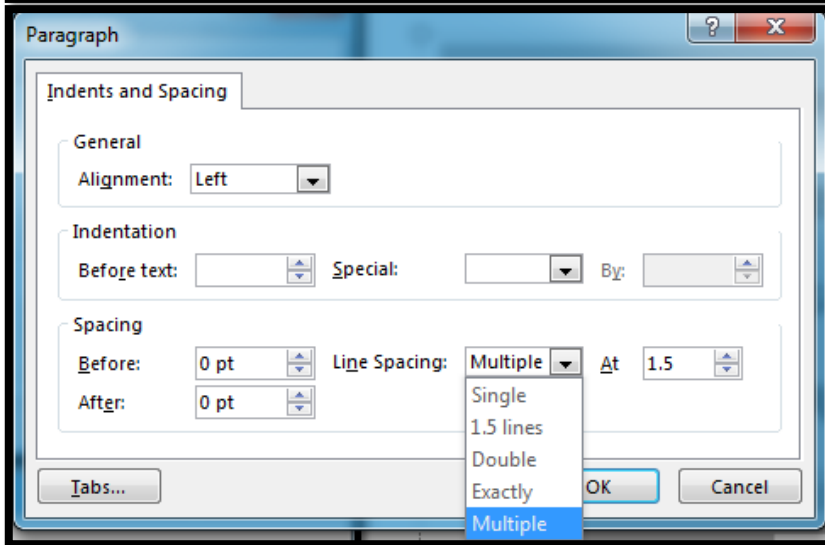 Paragraph
? X
Indents and Spacing
General
Alignment: Left
Indentation
Before text: Special: By:
Spacing
Before: 0 pt Line Spacing: Multiple At 1.5
After: 0 pt
Single
1.5 lines
Double
Exactly
Multiple
Tabs... OK Cancel